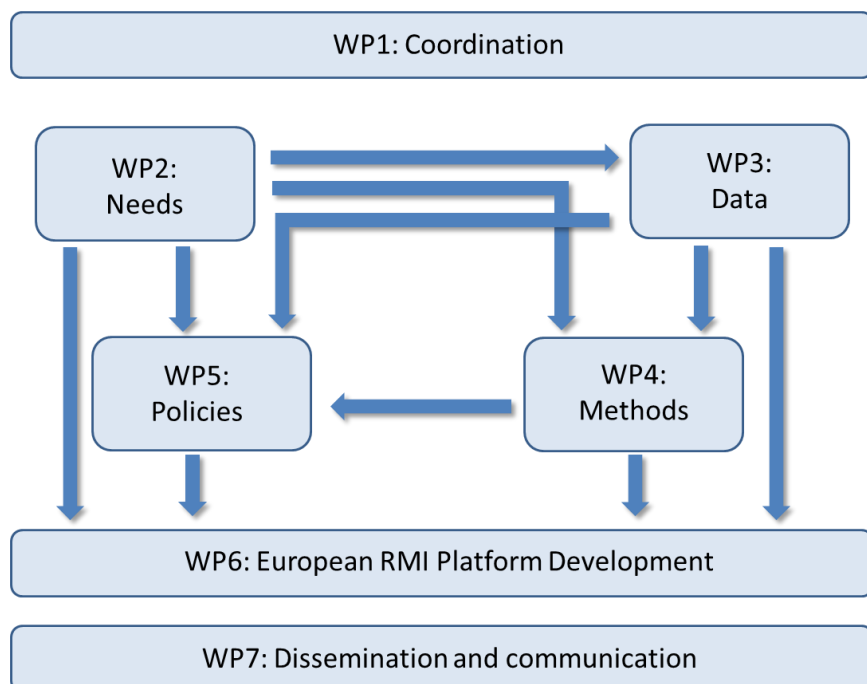 WP1: Coordination
WP2:
Needs
WP3:
Data
WP5:
Policies
WP4:
Methods
WP6: European RMI Platform Development
WP7: Dissemination and communication